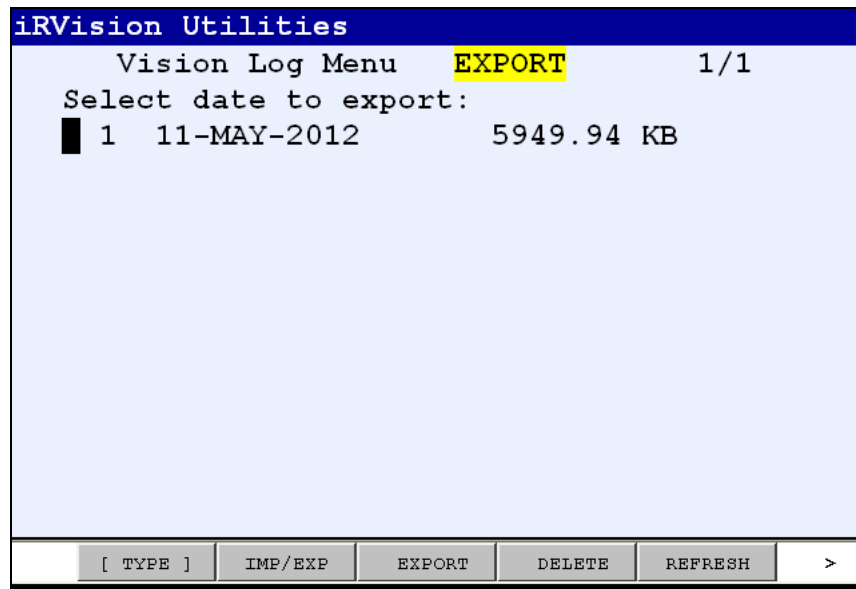 iRVision Utilities
Vision Log Menu EXPORT 1/1
Select date to export:
1 11-MAY-2012 5949.94 KB
[ TYPE ] IMP/EXP EXPORT DELETE REFRESH >